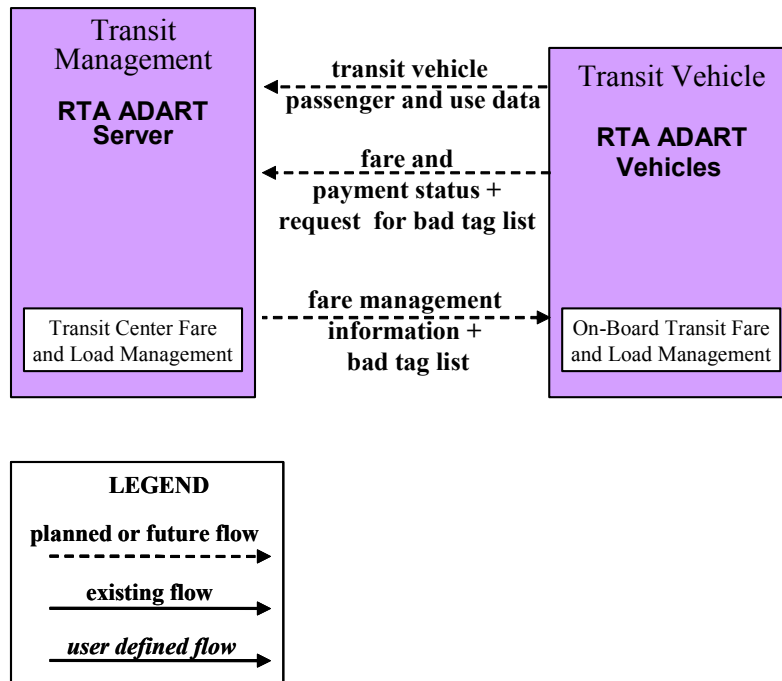 Transit
Management
RTA ADART
Server
Transit Center Fare
and Load Management
transit vehicle
passenger and use data
fare and
payment status +
request for bad tag list
fare management
information +
bad tag list
Transit Vehicle
RTA ADART
Vehicles
On-Board Transit Fare
and Load Management
LEGEND
planned or future flow
existing flow
user defined flow